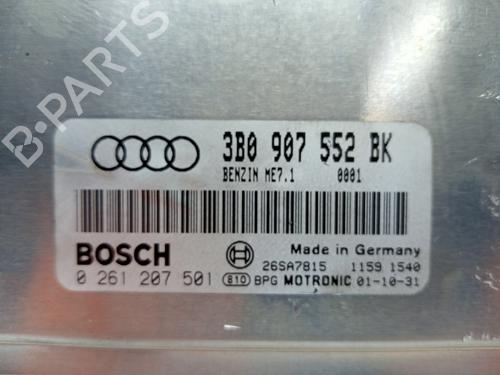 B-PARTS
3B0 907 552 BK
BENZIN ME7.1 0001
BOSCH
Made in Germany
26SA7815 1159 1540
0 261 207 501 810 BPG MOTRONIC 01-10-31